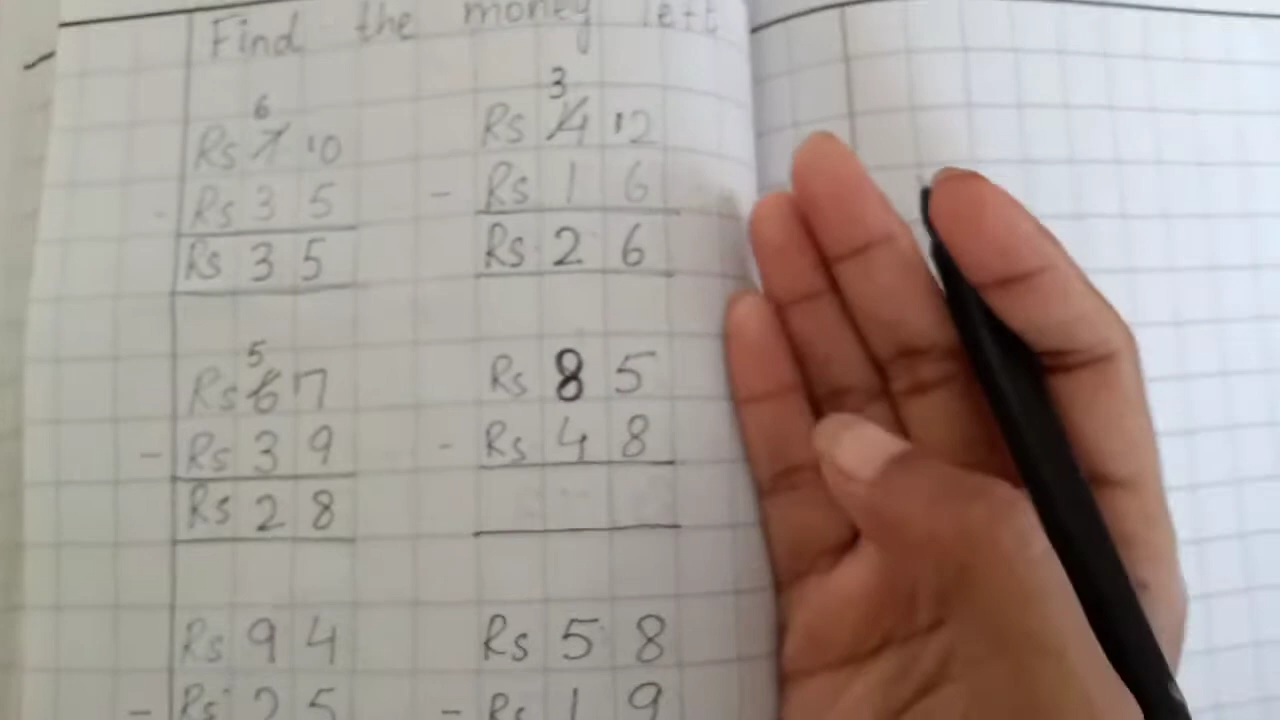 Find the money left
6
Rs 7 10
- Rs 3 5
Rs 3 5
3
Rs 4 12
- Rs 1 6
Rs 2 6
5
Rs 6 7
- Rs 3 9
Rs 2 8
Rs 8 5
- Rs 4 8
Rs 9 4
- Rs 2 5
Rs 5 8
- Rs 1 9